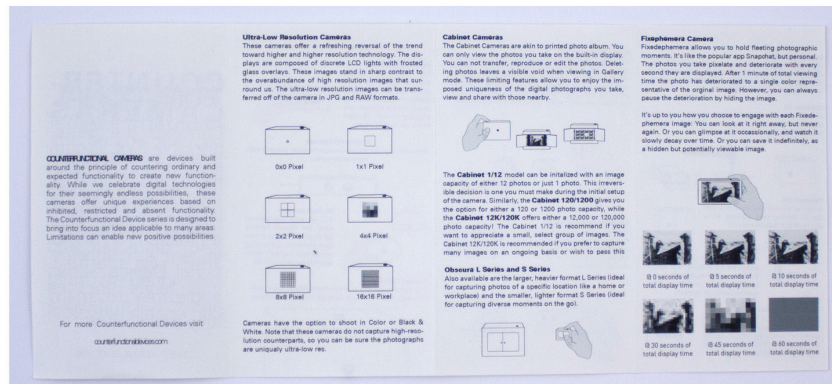 COUNTERFUNCTIONAL CAMERAS are devices built
around the principle of countering ordinary and
expected functionality to create new function-
ality. While we celebrate digital technologies
for their seemingly endless possibilities, these
cameras offer unique experiences based on
inhibited, restricted and absent functionality.
The Counterfunctional Device series is designed to
bring into focus an idea applicable to many areas:
Limitations can enable new positive possibilities.
For more Counterfunctional Devices visit
counterfunctionaldevices.com
Ultra-Low Resolution Cameras
These cameras offer a refreshing reversal of the trend
toward higher and higher resolution technology. The dis-
plays are composed of discrete LCD lights with frosted
glass overlays. These images stand in sharp contrast to
the overabundance of high resolution images that sur-
round us. The ultra-low resolution images can be trans-
ferred off of the camera in JPG and RAW formats.
0x0 Pixel
1x1 Pixel
2x2 Pixel
4x4 Pixel
8x8 Pixel
16x16 Pixel
Cameras have the option to shoot in Color or Black &
White. Note that these cameras do not capture high-reso-
lution counterparts, so you can be sure the photographs
are uniqualy ultra-low res.
Cabinet Cameras
The Cabinet Cameras are akin to printed photo album. You
can only view the photos you take on the built-in display.
You can not transfer, reproduce or edit the photos. Delet-
ing photos leaves a visible void when viewing in Gallery
mode. These limiting features allow you to enjoy the im-
posed uniqueness of the digital photographs you take,
view and share with those nearby.
The Cabinet 1/12 model can be initalized with an image
capacity of either 12 photos or just 1 photo. This irrevers-
ible decision is one you must make during the initial setup
of the camera. Similarly, the Cabinet 120/1200 gives you
the option for either a 120 or 1200 photo capacity, while
the Cabinet 12K/120K offers either a 12,000 or 120,000
photo capacity! The Cabinet 1/12 is recommend if you
want to appreciate a small, select group of images. The
Cabinet 12K/120K is recommended if you prefer to capture
many images on an ongoing basis or wish to pass this
Obscura L Series and S Series
Also available are the larger, heavier format L Series (ideal
for capturing photos of a specific location like a home or
workplace) and the smaller, lighter format S Series (ideal
for capturing diverse moments on the go).
Fixephemera Camera
Fixedephemera allows you to hold fleeting photographic
moments. It's like the popular app Snapchat, but personal.
The photos you take pixelate and deteriorate with every
second they are displayed. After 1 minute of total viewing
time the photo has deteriorated to a single color repre-
sentative of the orginal image. However, you can always
pause the deterioration by hiding the image.
It's up to you how you choose to engage with each Fixede-
phemera image: You can look at it right away, but never
again. Or you can glimpse at it occassionally, and watch it
slowly decay over time. Or you can save it indefinitely, as
a hidden but potentially viewable image.
@ 0 seconds of
total display time
@ 5 seconds of
total display time
@ 10 seconds of
total display time
@ 30 seconds of
total display time
@ 45 seconds of
total display time
@ 60 seconds of
total display time